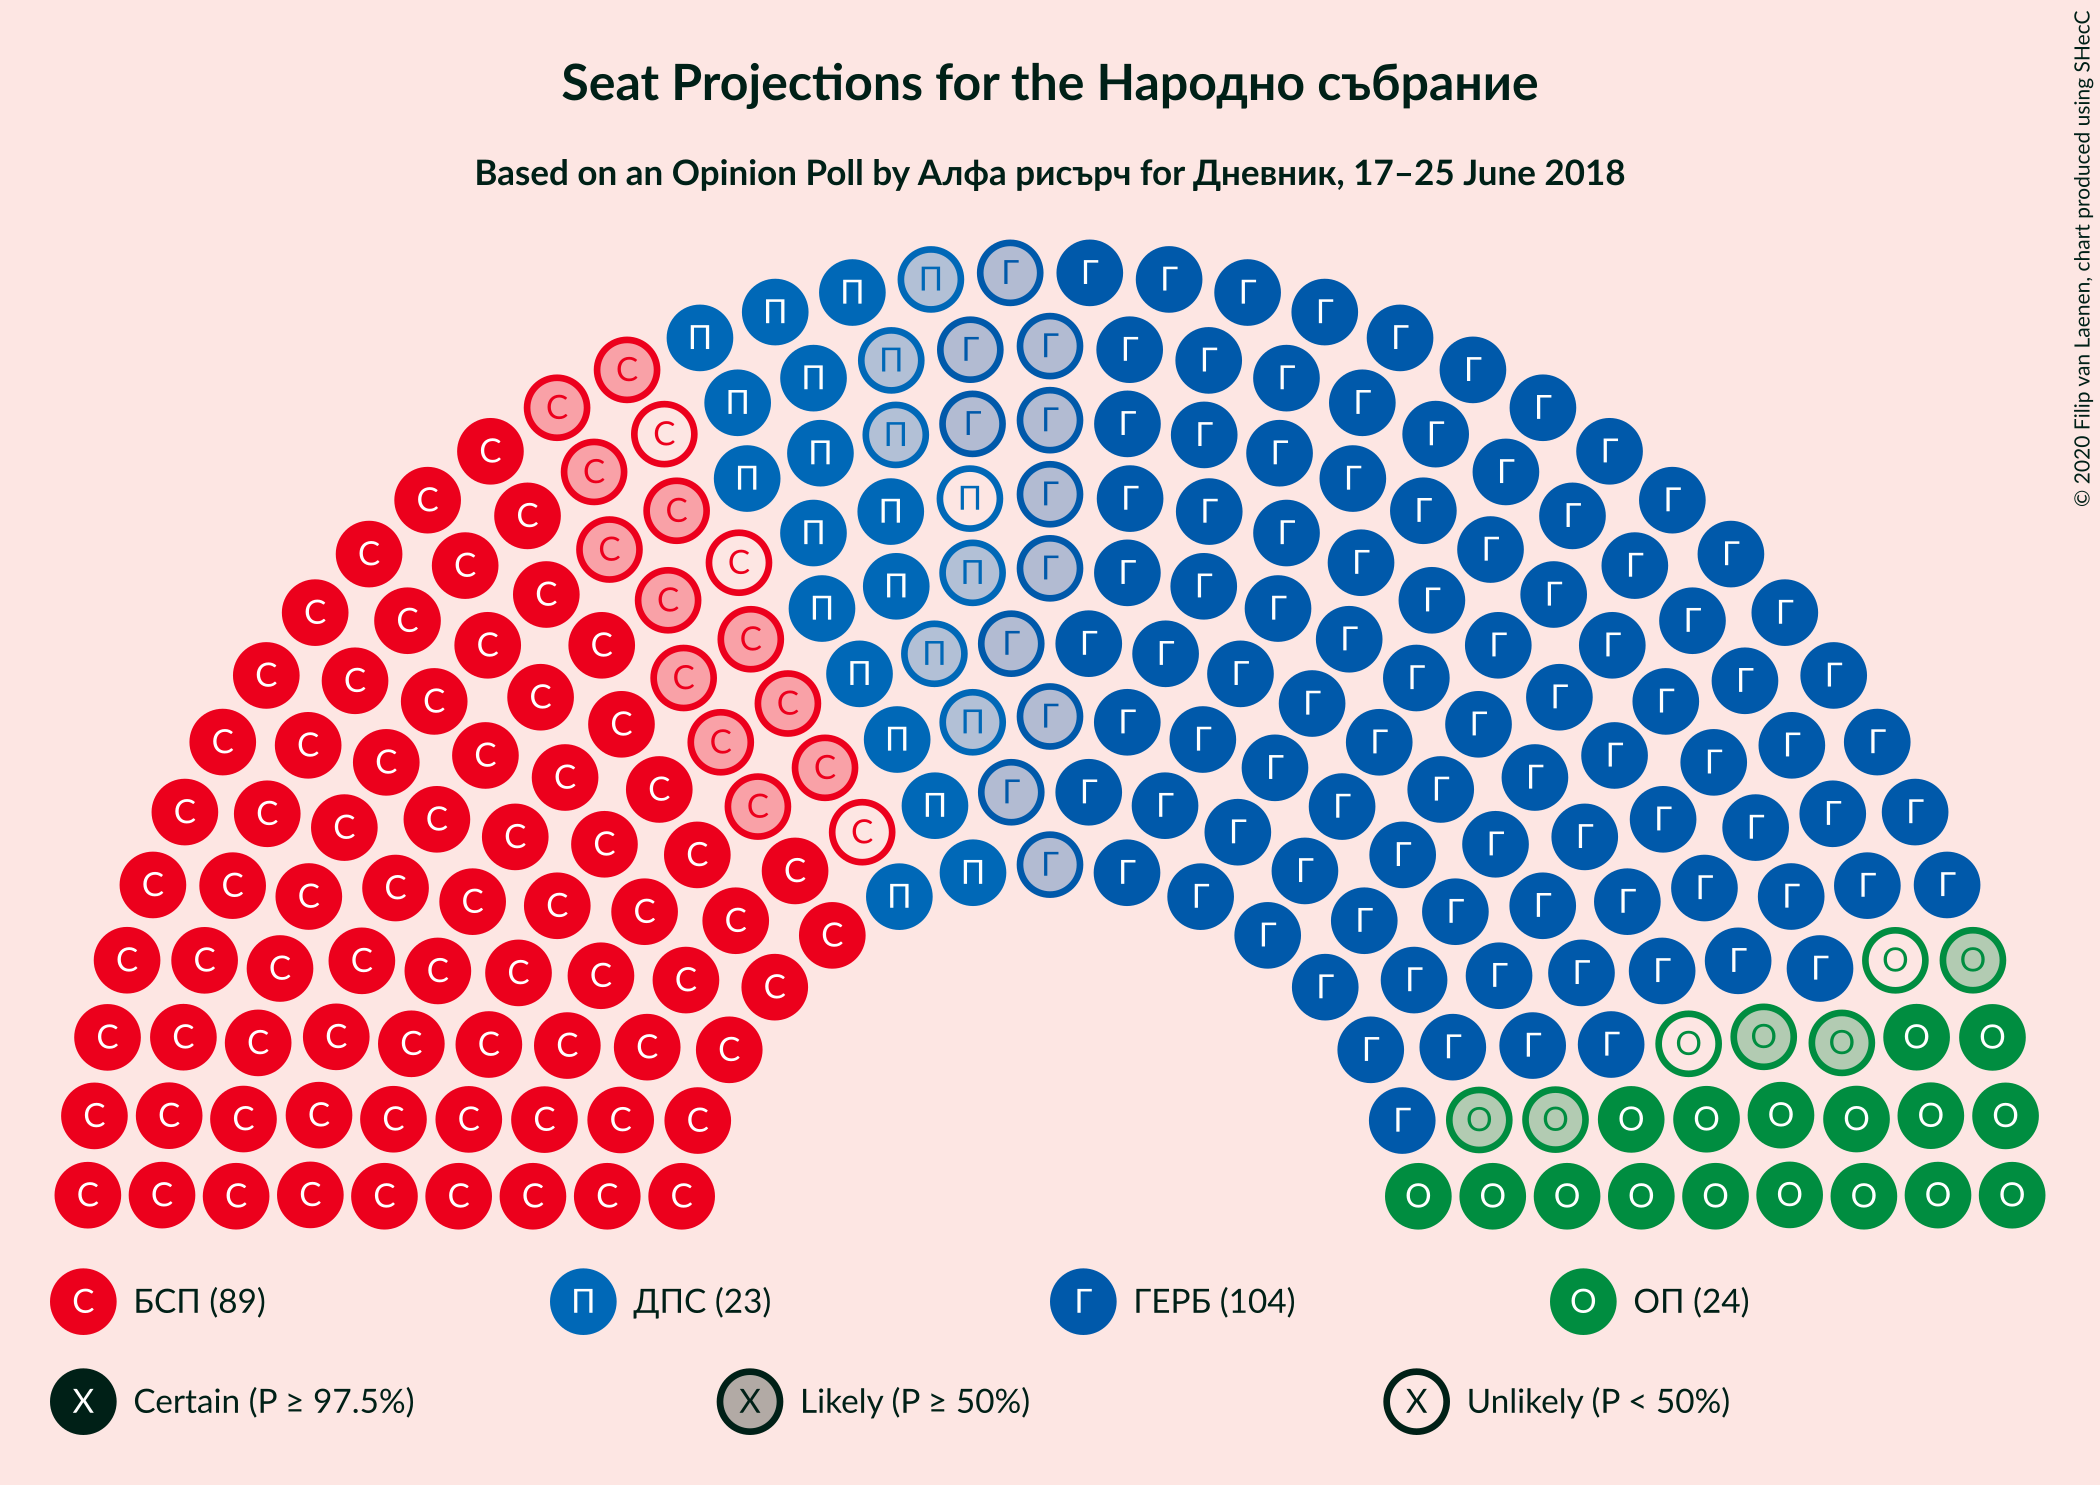 Seat Projections for the Народно събрание
Based on an Opinion Poll by Алфа рисърч for Дневник, 17–25 June 2018
© 2020 Filip van Laenen, chart produced using SHecC
С БСП (89)
П ДПС (23)
Г ГЕРБ (104)
О ОП (24)
X Certain (P ≥ 97.5%)
X Likely (P ≥ 50%)
X Unlikely (P < 50%)